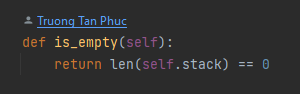 Truong Tan Phuc
def is_empty(self):
    return len(self.stack) == 0